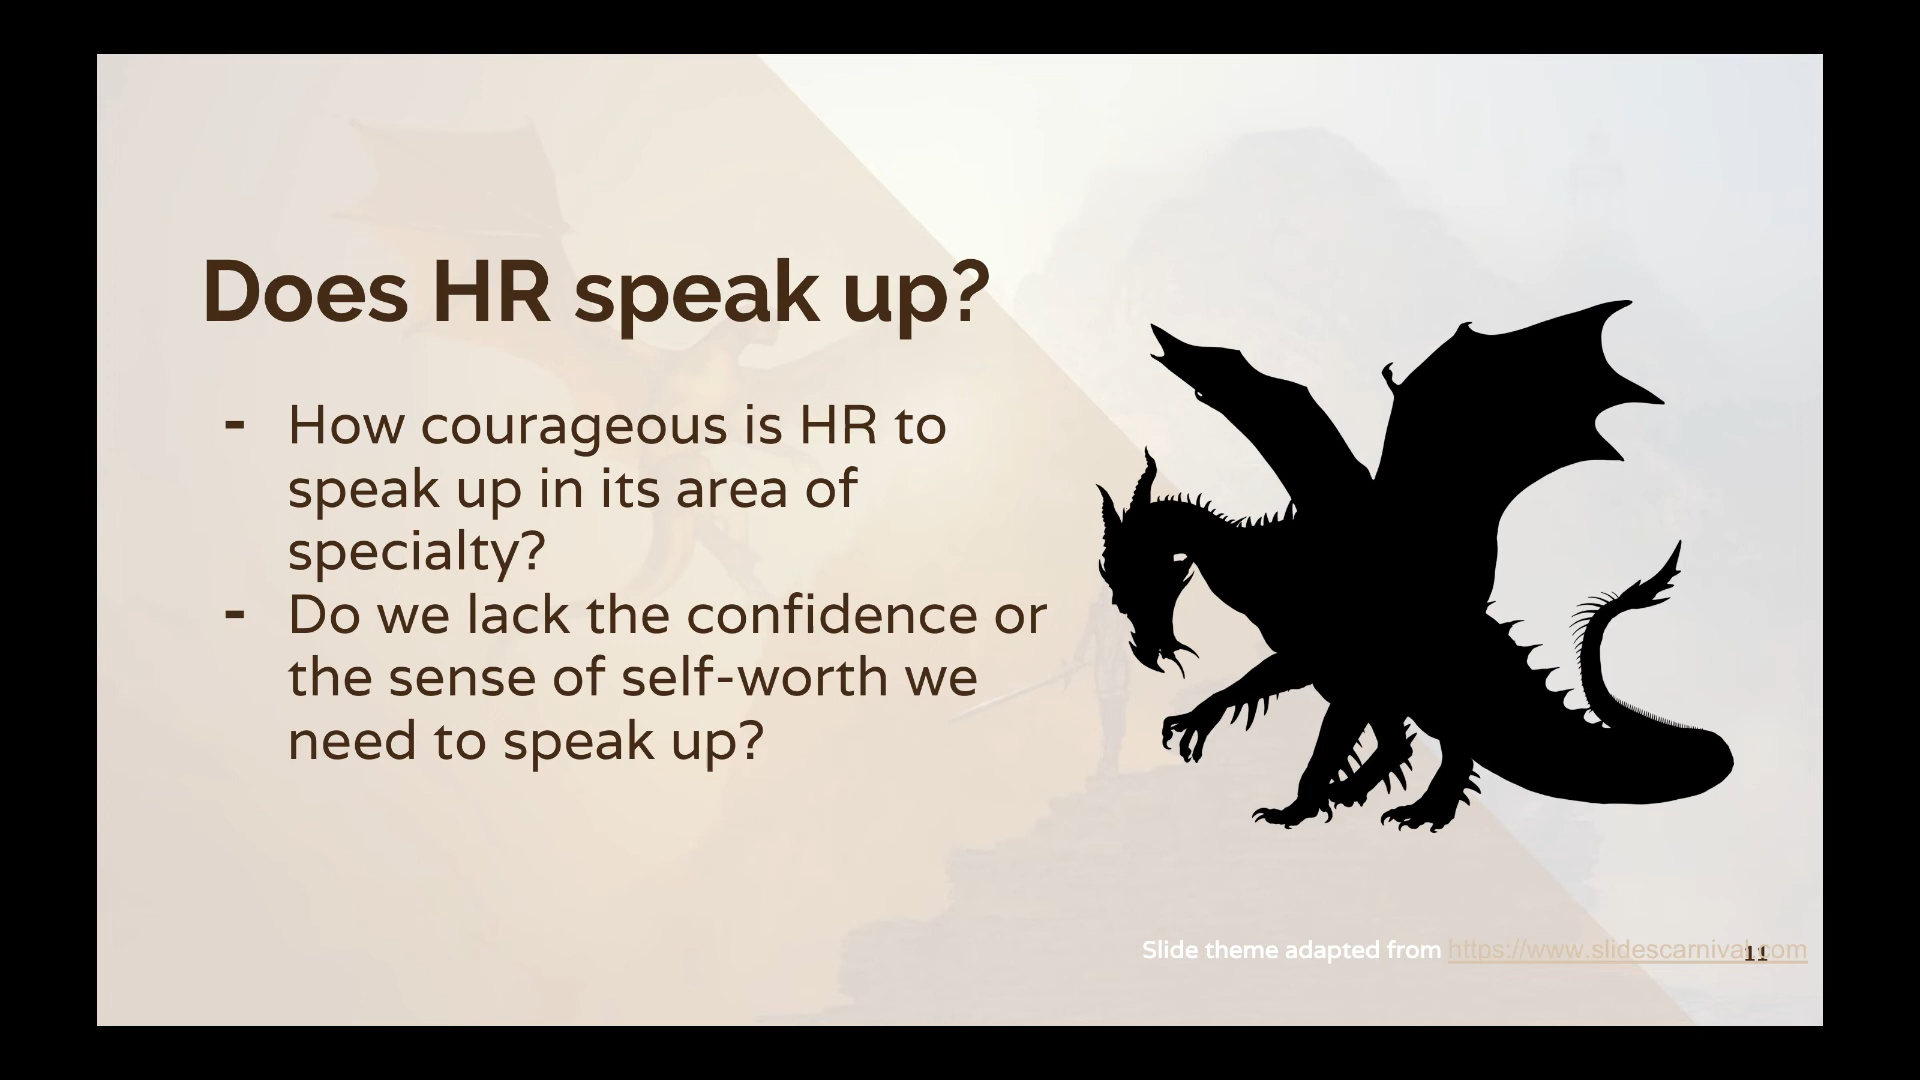 Does HR speak up?
- How courageous is HR to
speak up in its area of
specialty?
- Do we lack the confidence or
the sense of self-worth we
need to speak up?
Slide theme adapted from https://www.slidescarnival.com
11